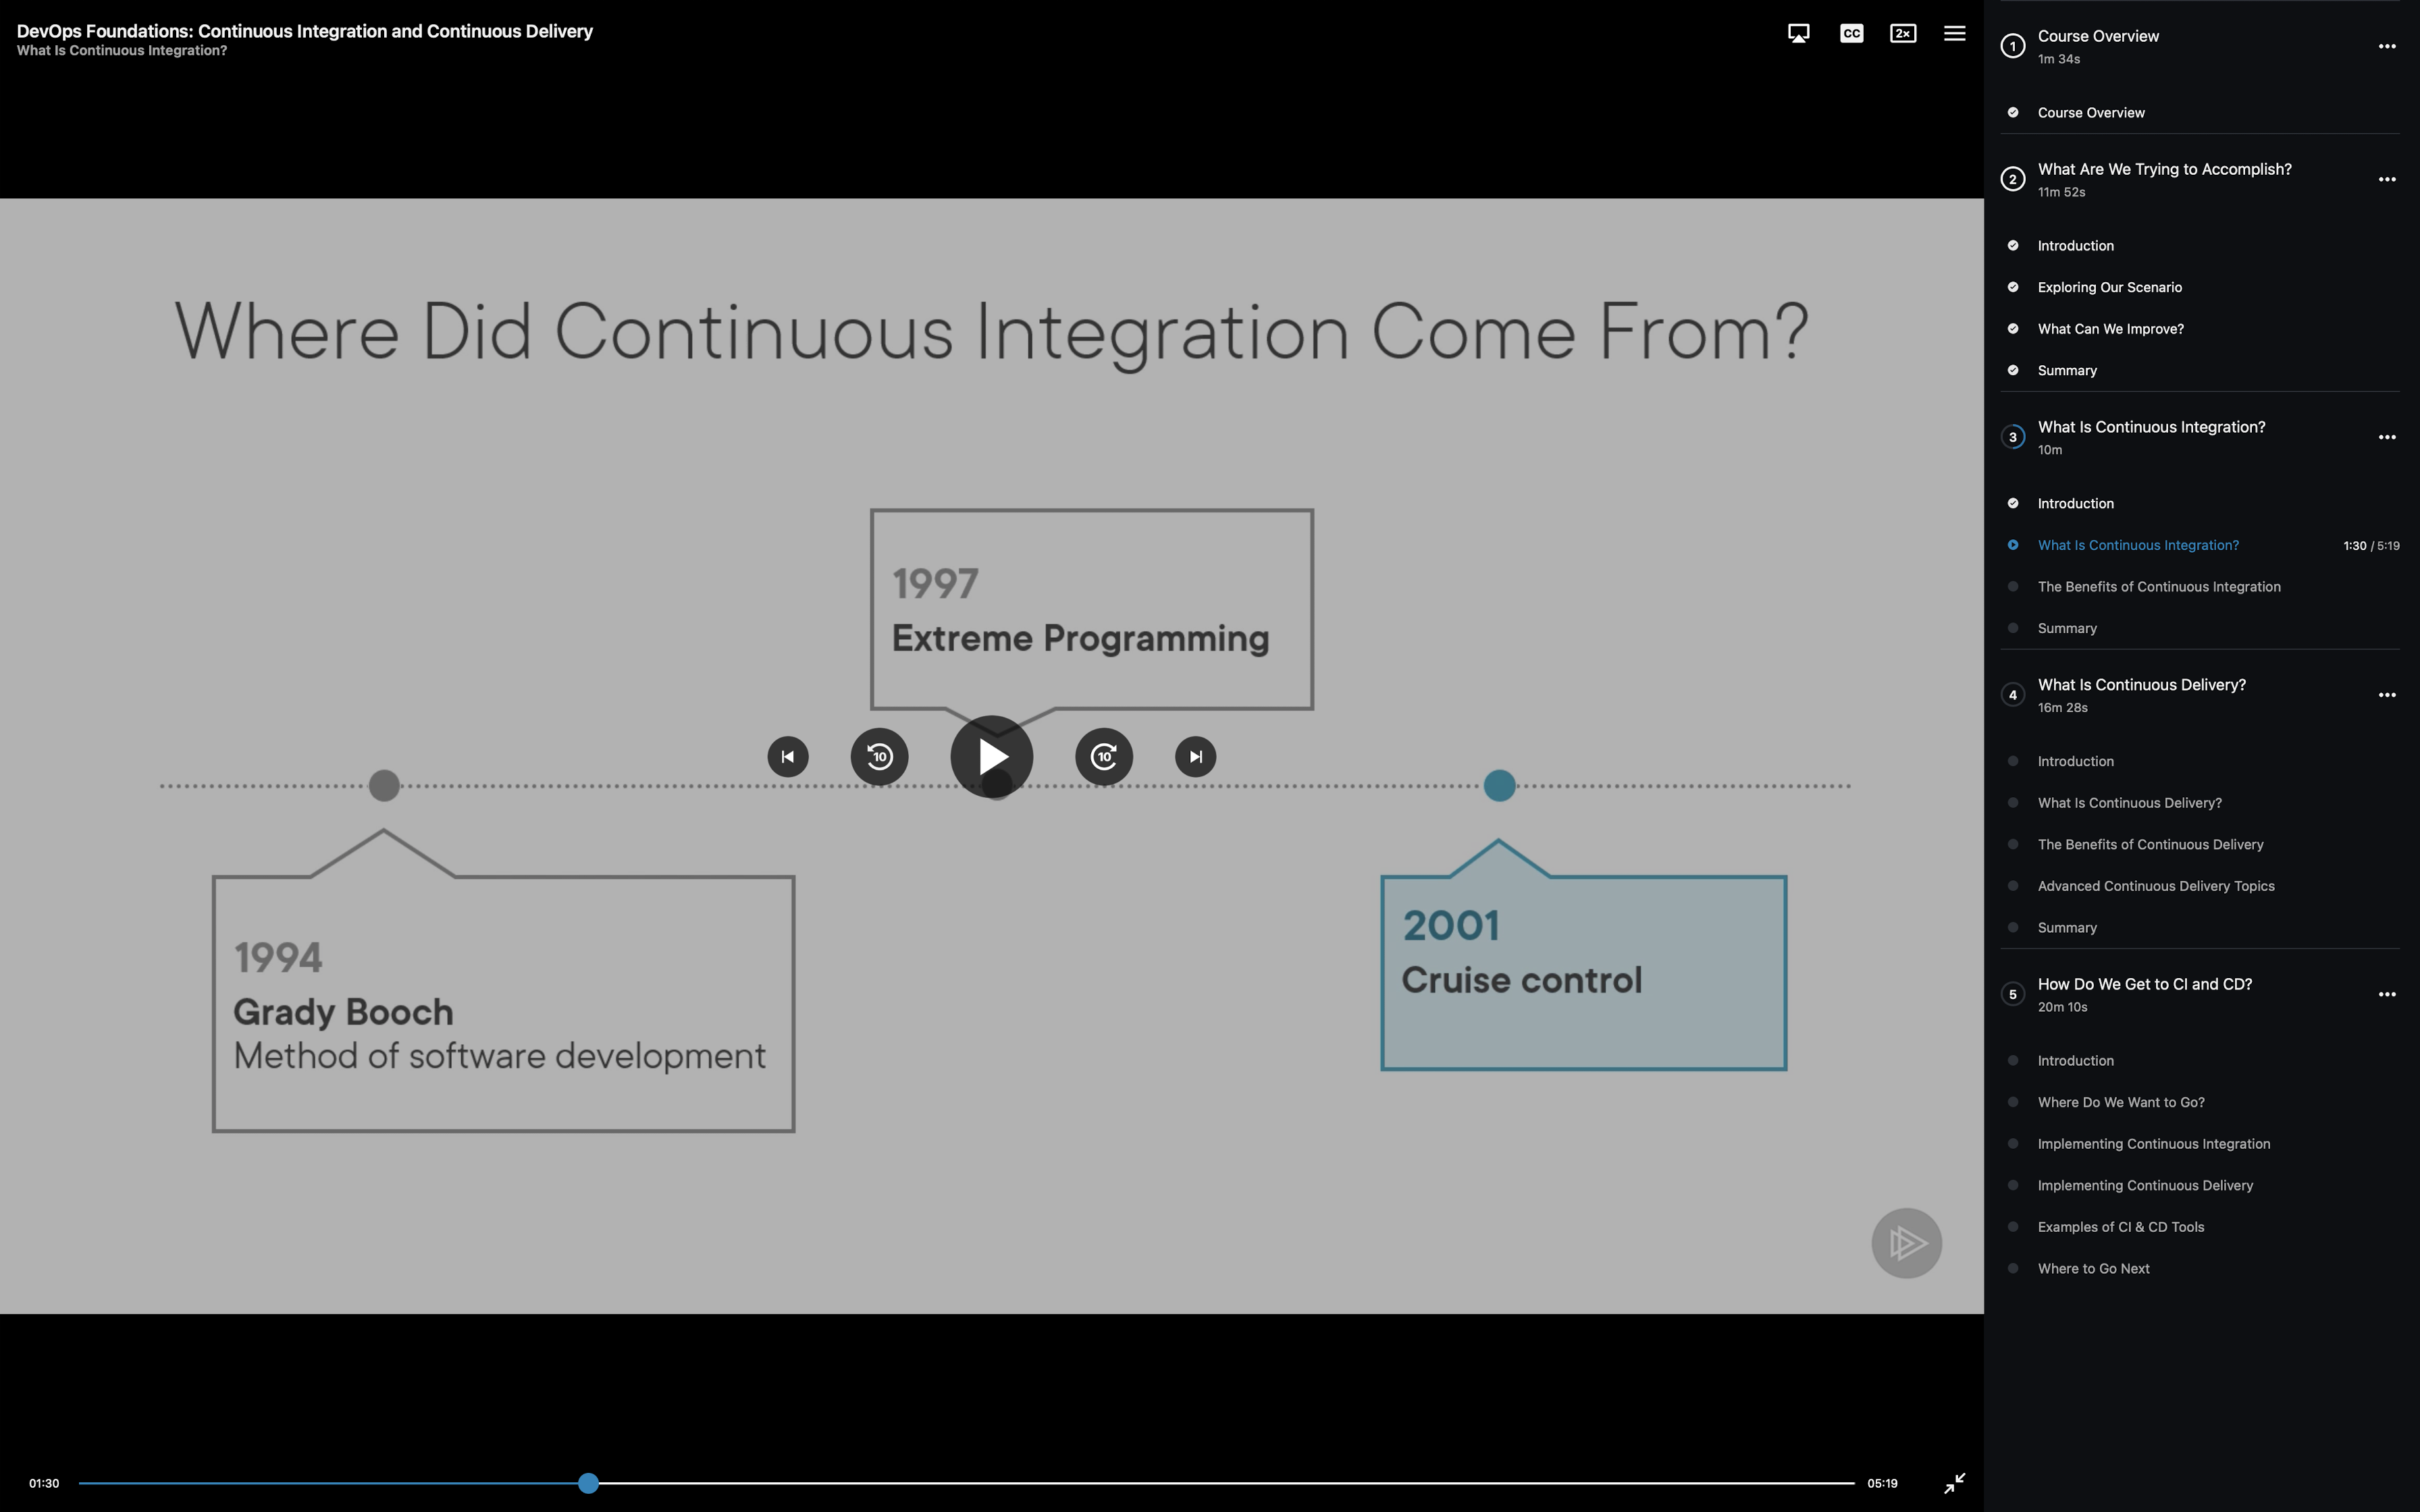 DevOps Foundations: Continuous Integration and Continuous Delivery
What Is Continuous Integration?
CC
2×
Where Did Continuous Integration Come From?
1997
Extreme Programming
10
10
1994
Grady Booch
Method of software development
2001
Cruise control
01:30
05:19
1
Course Overview
1m 34s
Course Overview
2
What Are We Trying to Accomplish?
11m 52s
Introduction
Exploring Our Scenario
What Can We Improve?
Summary
3
What Is Continuous Integration?
10m
Introduction
What Is Continuous Integration?
1:30 / 5:19
The Benefits of Continuous Integration
Summary
4
What Is Continuous Delivery?
16m 28s
Introduction
What Is Continuous Delivery?
The Benefits of Continuous Delivery
Advanced Continuous Delivery Topics
Summary
5
How Do We Get to CI and CD?
20m 10s
Introduction
Where Do We Want to Go?
Implementing Continuous Integration
Implementing Continuous Delivery
Examples of CI & CD Tools
Where to Go Next